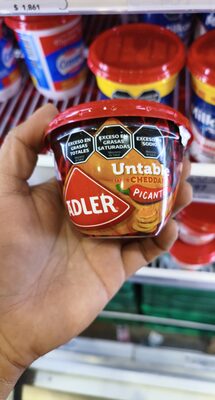 $ 1.861
EXCESO EN
GRASAS
TOTALES
EXCESO EN
GRASAS
SATURADAS
EXCESO EN
SODIO
Untable
CHEDDAR
PICANTE
ADLER